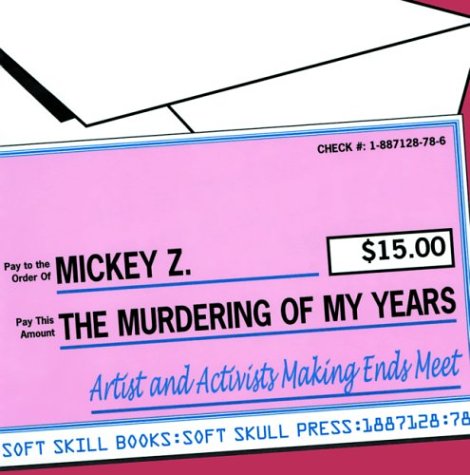 CHECK #: 1-887128-78-6
Pay to the
Order Of
MICKEY Z.
$15.00
Pay This
Amount
THE MURDERING OF MY YEARS
Artist and Activists Making Ends Meet
SOFT SKILL BOOKS:SOFT SKULL PRESS:1887128:78